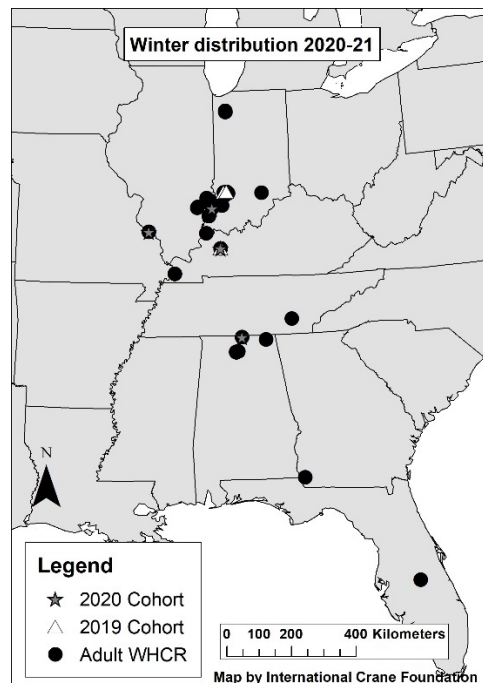 Winter distribution 2020-21
N
Legend
2020 Cohort
2019 Cohort
Adult WHCR
0 100 200 400 Kilometers
Map by International Crane Foundation